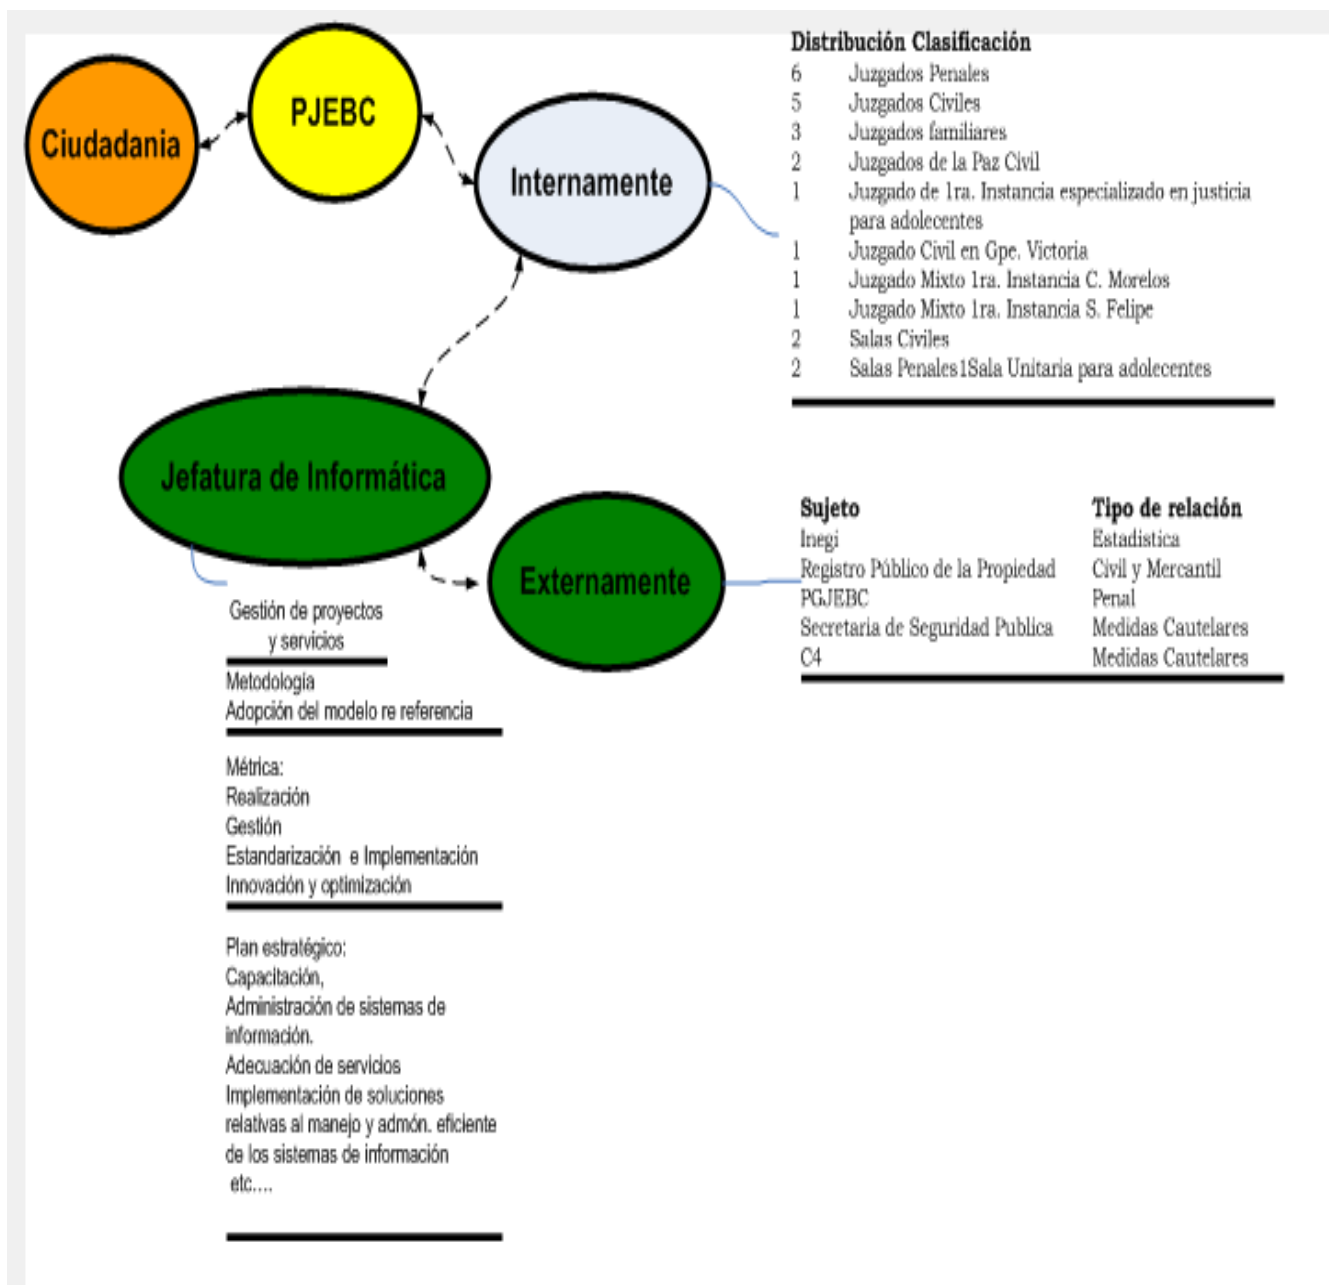 Ciudadania
PJEBC
Internamente
Distribución Clasificación
6 Juzgados Penales
5 Juzgados Civiles
3 Juzgados familiares
2 Juzgados de la Paz Civil
1 Juzgado de 1ra. Instancia especializado en justicia
para adolecentes
1 Juzgado Civil en Gpe. Victoria
1 Juzgado Mixto 1ra. Instancia C. Morelos
1 Juzgado Mixto 1ra. Instancia S. Felipe
2 Salas Civiles
2 Salas Penales1Sala Unitaria para adolecentes
Jefatura de Informática
Externamente
Sujeto Tipo de relación
Inegi Estadistica
Registro Público de la Propiedad Civil y Mercantil
PGJEBC Penal
Secretaria de Seguridad Publica Medidas Cautelares
C4 Medidas Cautelares
Gestión de proyectos
y servicios
Metodología
Adopción del modelo re referencia
Métrica:
Realización
Gestión
Estandarización e Implementación
Innovación y optimización
Plan estratégico:
Capacitación,
Administración de sistemas de
información.
Adecuación de servicios
Implementación de soluciones
relativas al manejo y admón. eficiente
de los sistemas de información
etc....